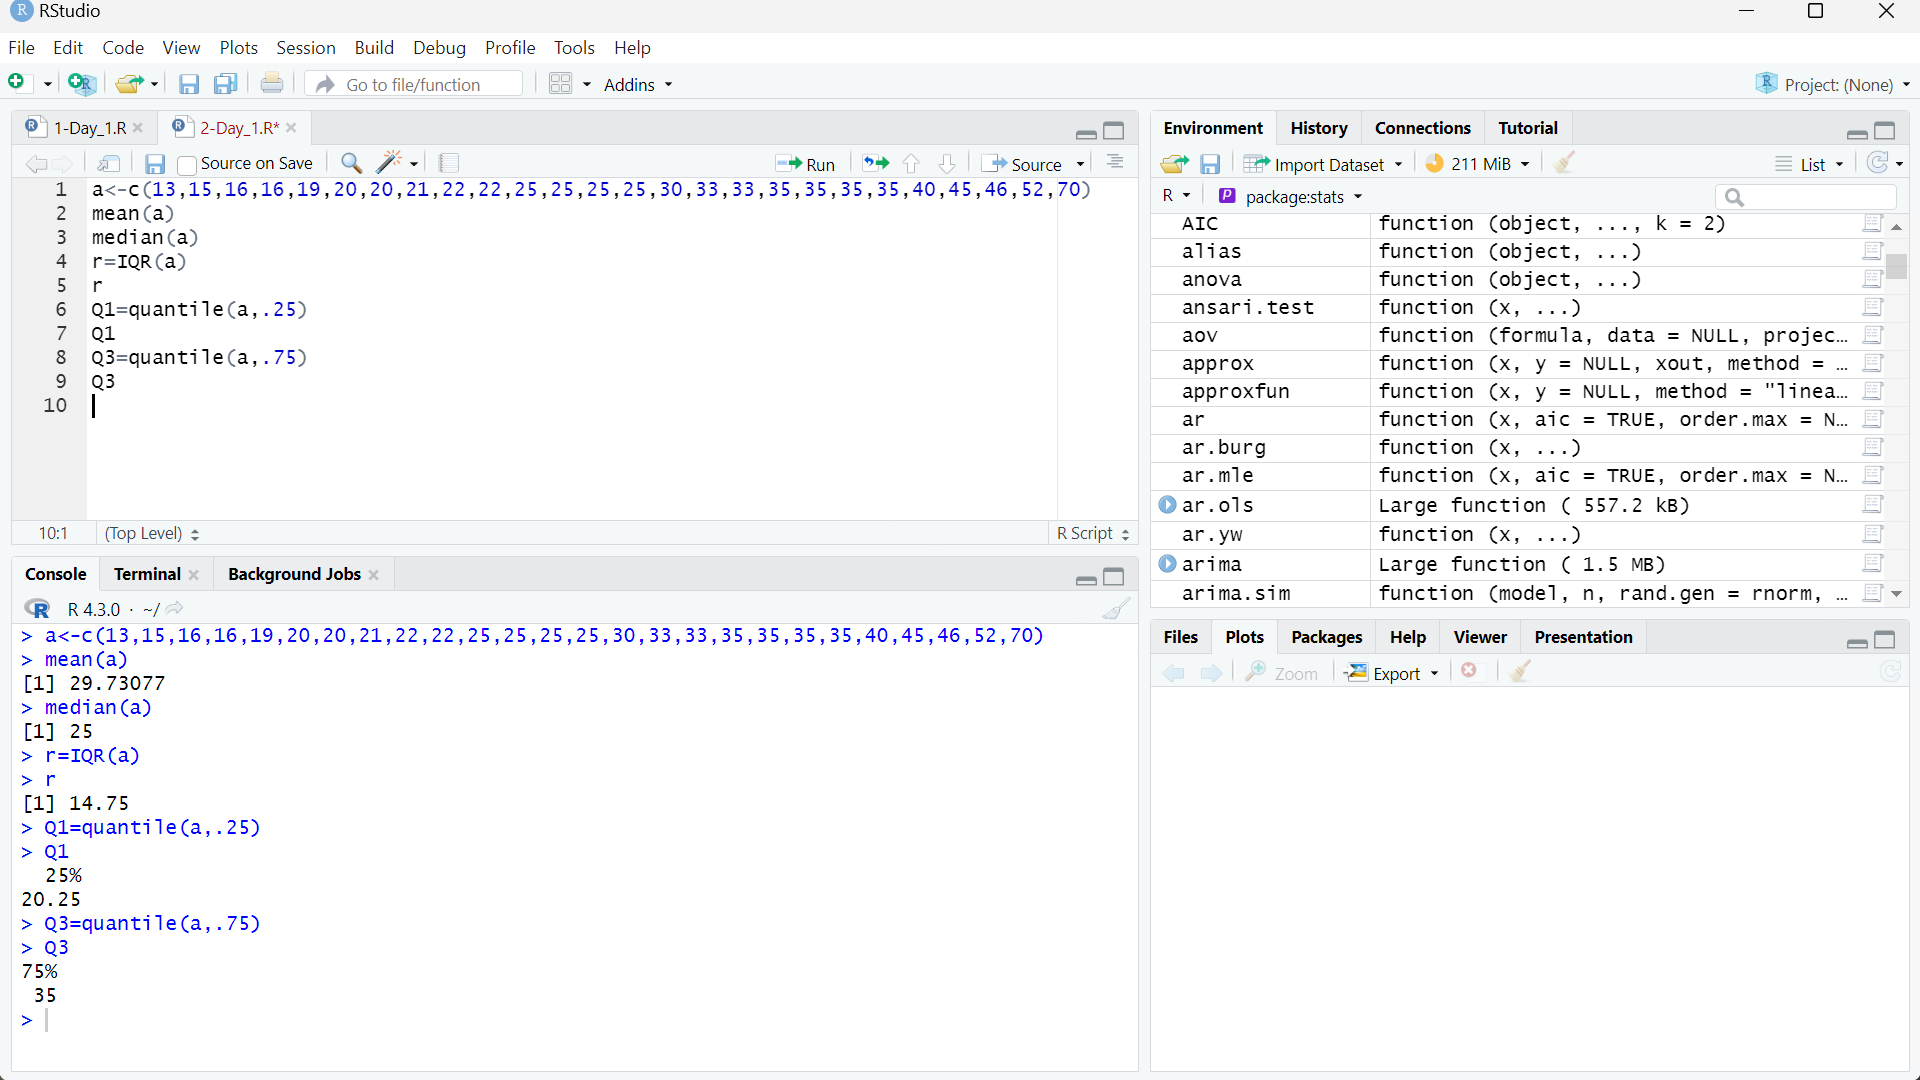 RStudio
File Edit Code View Plots Session Build Debug Profile Tools Help
Go to file/function Addins Project: (None)
1-Day_1.R 2-Day_1.R*
Source on Save Run Source
1 a<-c(13,15,16,16,19,20,20,21,22,22,25,25,25,25,30,33,33,35,35,35,35,40,45,46,52,70)
2 mean(a)
3 median(a)
4 r=IQR(a)
5 r
6 Q1=quantile(a,.25)
7 Q1
8 Q3=quantile(a,.75)
9 Q3
10
10:1 (Top Level) R Script
Console Terminal Background Jobs
R 4.3.0 · ~/
> a<-c(13,15,16,16,19,20,20,21,22,22,25,25,25,25,30,33,33,35,35,35,35,40,45,46,52,70)
> mean(a)
[1] 29.73077
> median(a)
[1] 25
> r=IQR(a)
> r
[1] 14.75
> Q1=quantile(a,.25)
> Q1
25%
20.25
> Q3=quantile(a,.75)
> Q3
75%
35
>
Environment History Connections Tutorial
Import Dataset 211 MiB List
R package:stats
AIC function (object, ..., k = 2)
alias function (object, ...)
anova function (object, ...)
ansari.test function (x, ...)
aov function (formula, data = NULL, projec…
approx function (x, y = NULL, xout, method = …
approxfun function (x, y = NULL, method = "linea…
ar function (x, aic = TRUE, order.max = N…
ar.burg function (x, ...)
ar.mle function (x, aic = TRUE, order.max = N…
ar.ols Large function ( 557.2 kB)
ar.yw function (x, ...)
arima Large function ( 1.5 MB)
arima.sim function (model, n, rand.gen = rnorm, …
Files Plots Packages Help Viewer Presentation
Zoom Export